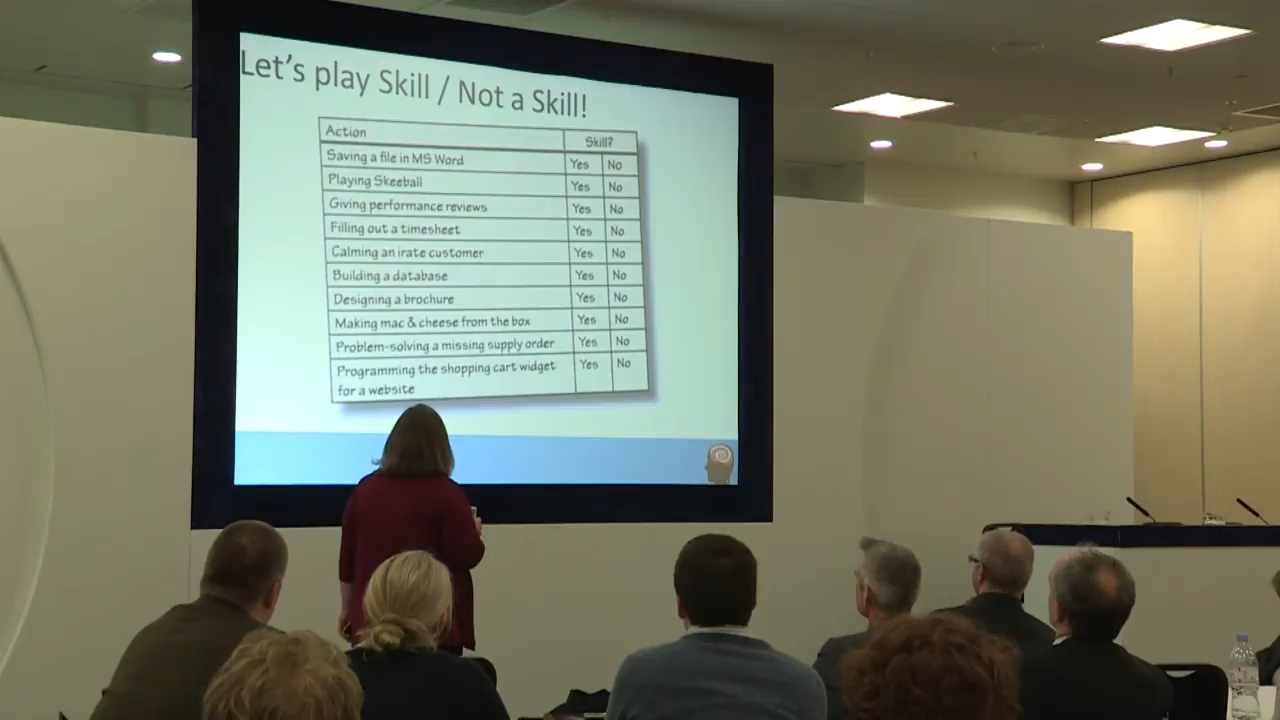 Let's play Skill / Not a Skill!
Action Skill?
Saving a file in MS Word Yes No
Playing Skeeball Yes No
Giving performance reviews Yes No
Filling out a timesheet Yes No
Calming an irate customer Yes No
Building a database Yes No
Designing a brochure Yes No
Making mac & cheese from the box Yes No
Problem-solving a missing supply order Yes No
Programming the shopping cart widget Yes No
for a website